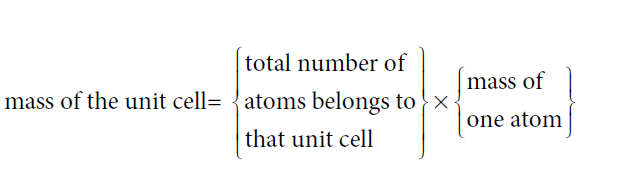 total number of
mass of
mass of the unit cell= { atoms belongs to } × {
one atom }
that unit cell